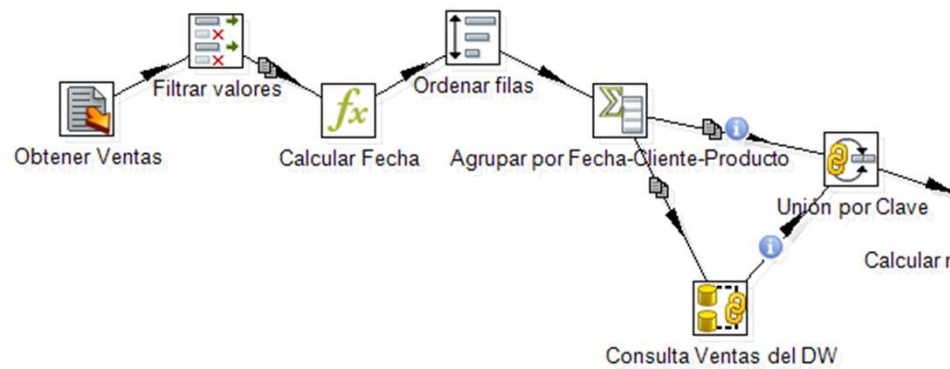 Obtener Ventas
Filtrar valores
Calcular Fecha
Ordenar filas
Agrupar por Fecha-Cliente-Producto
Unión por Clave
Calcular
Consulta Ventas del DW